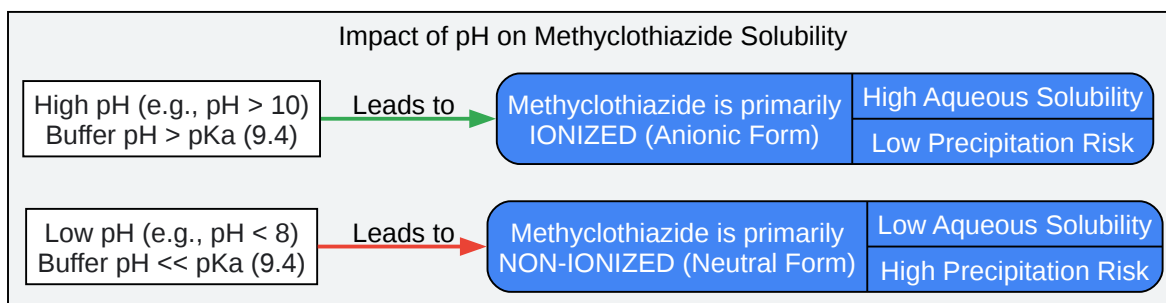 Impact of pH on Methyclothiazide Solubility
High pH (e.g., pH > 10)
Buffer pH > pKa (9.4)
Leads to
Methyclothiazide is primarily
IONIZED (Anionic Form)
High Aqueous Solubility
Low Precipitation Risk
Low pH (e.g., pH < 8)
Buffer pH << pKa (9.4)
Leads to
Methyclothiazide is primarily
NON-IONIZED (Neutral Form)
Low Aqueous Solubility
High Precipitation Risk